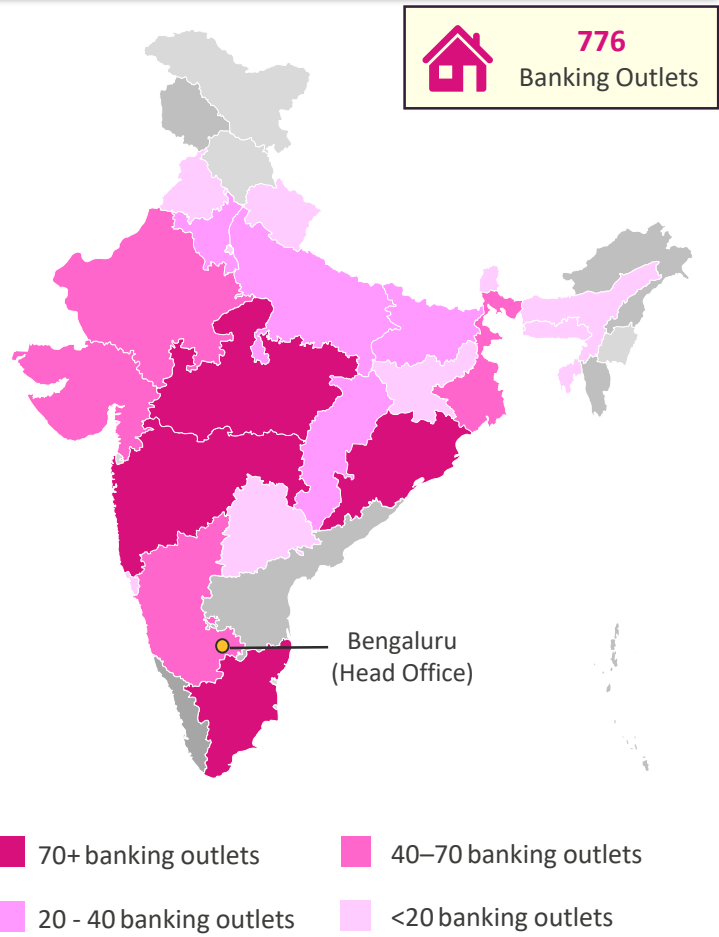 776
Banking Outlets
Bengaluru
(Head Office)
70+ banking outlets
40–70 banking outlets
20 - 40 banking outlets
<20 banking outlets